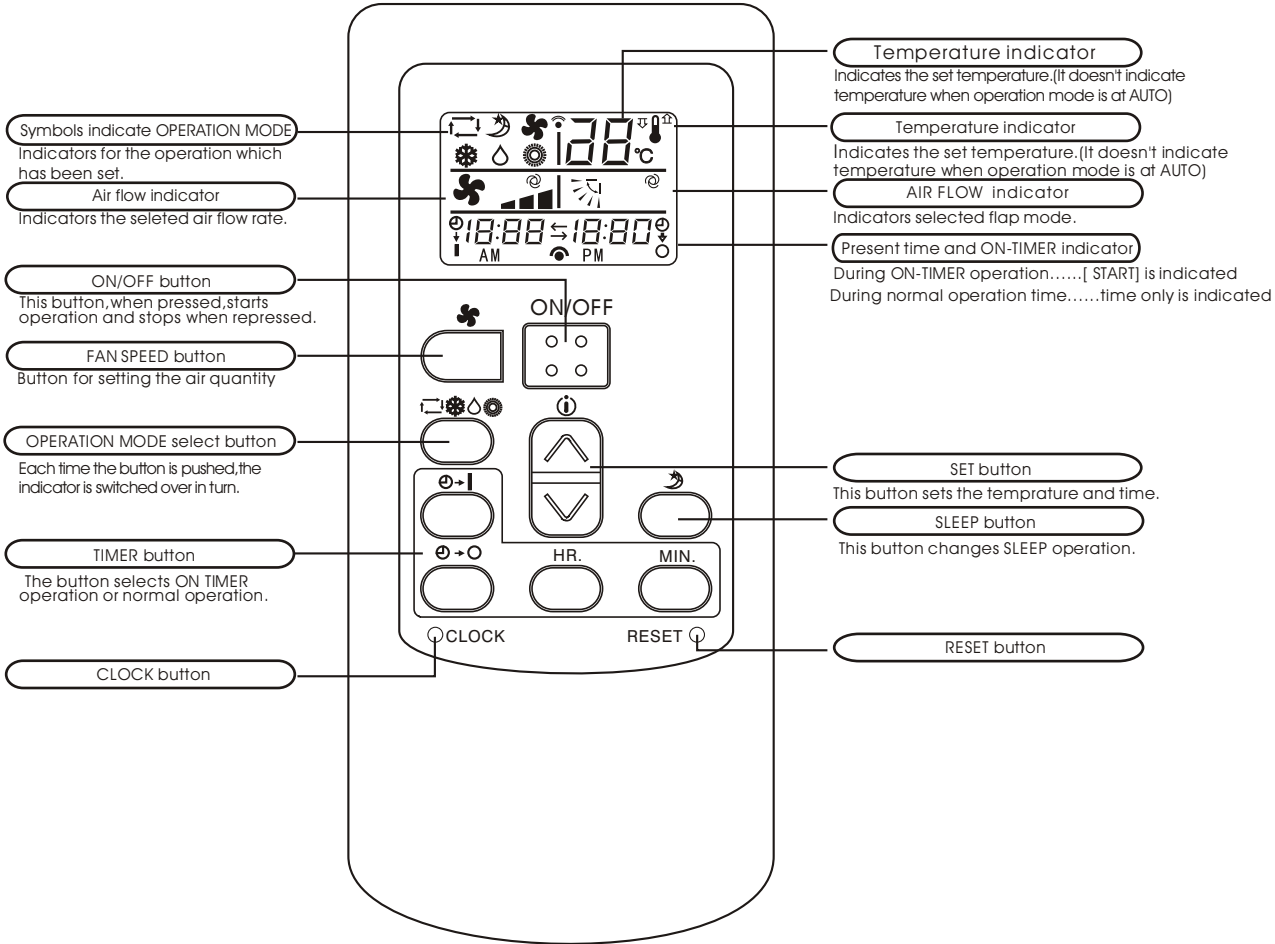 Symbols indicate OPERATION MODE
Indicators for the operation which
has been set.
Air flow indicator
Indicators the seleted air flow rate.
ON/OFF button
This button,when pressed,starts
operation and stops when repressed.
FAN SPEED button
Button for setting the air quantity
OPERATION MODE select button
Each time the button is pushed,the
indicator is switched over in turn.
TIMER button
The button selects ON TIMER
operation or normal operation.
CLOCK button
°C
18:88 18:80
AM PM
ON/OFF
HR. MIN.
CLOCK RESET
Temperature indicator
Indicates the set temperature.(It doesn't indicate
temperature when operation mode is at AUTO)
Temperature indicator
Indicates the set temperature.(It doesn't indicate
temperature when operation mode is at AUTO)
AIR FLOW indicator
Indicators selected flap mode.
Present time and ON-TIMER indicator
During ON-TIMER operation......[ START] is indicated
During normal operation time......time only is indicated
SET button
This button sets the temprature and time.
SLEEP button
This button changes SLEEP operation.
RESET button